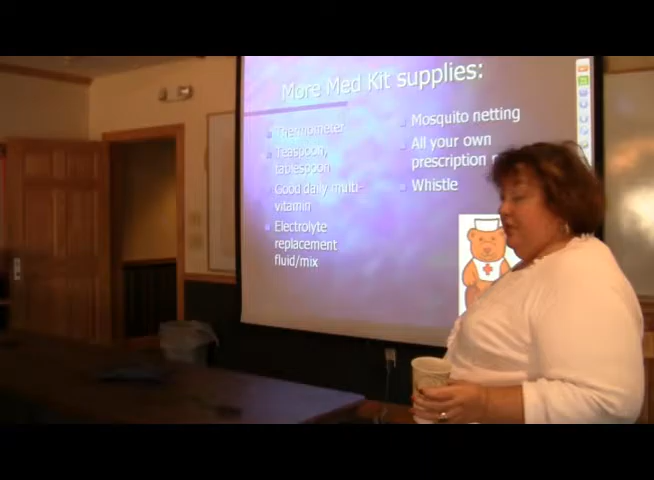 More Med Kit supplies:
Thermometer
Teaspoon,
tablespoon
Good daily multi-
vitamin
Electrolyte
replacement
fluid/mix
Mosquito netting
All your own
prescription
Whistle